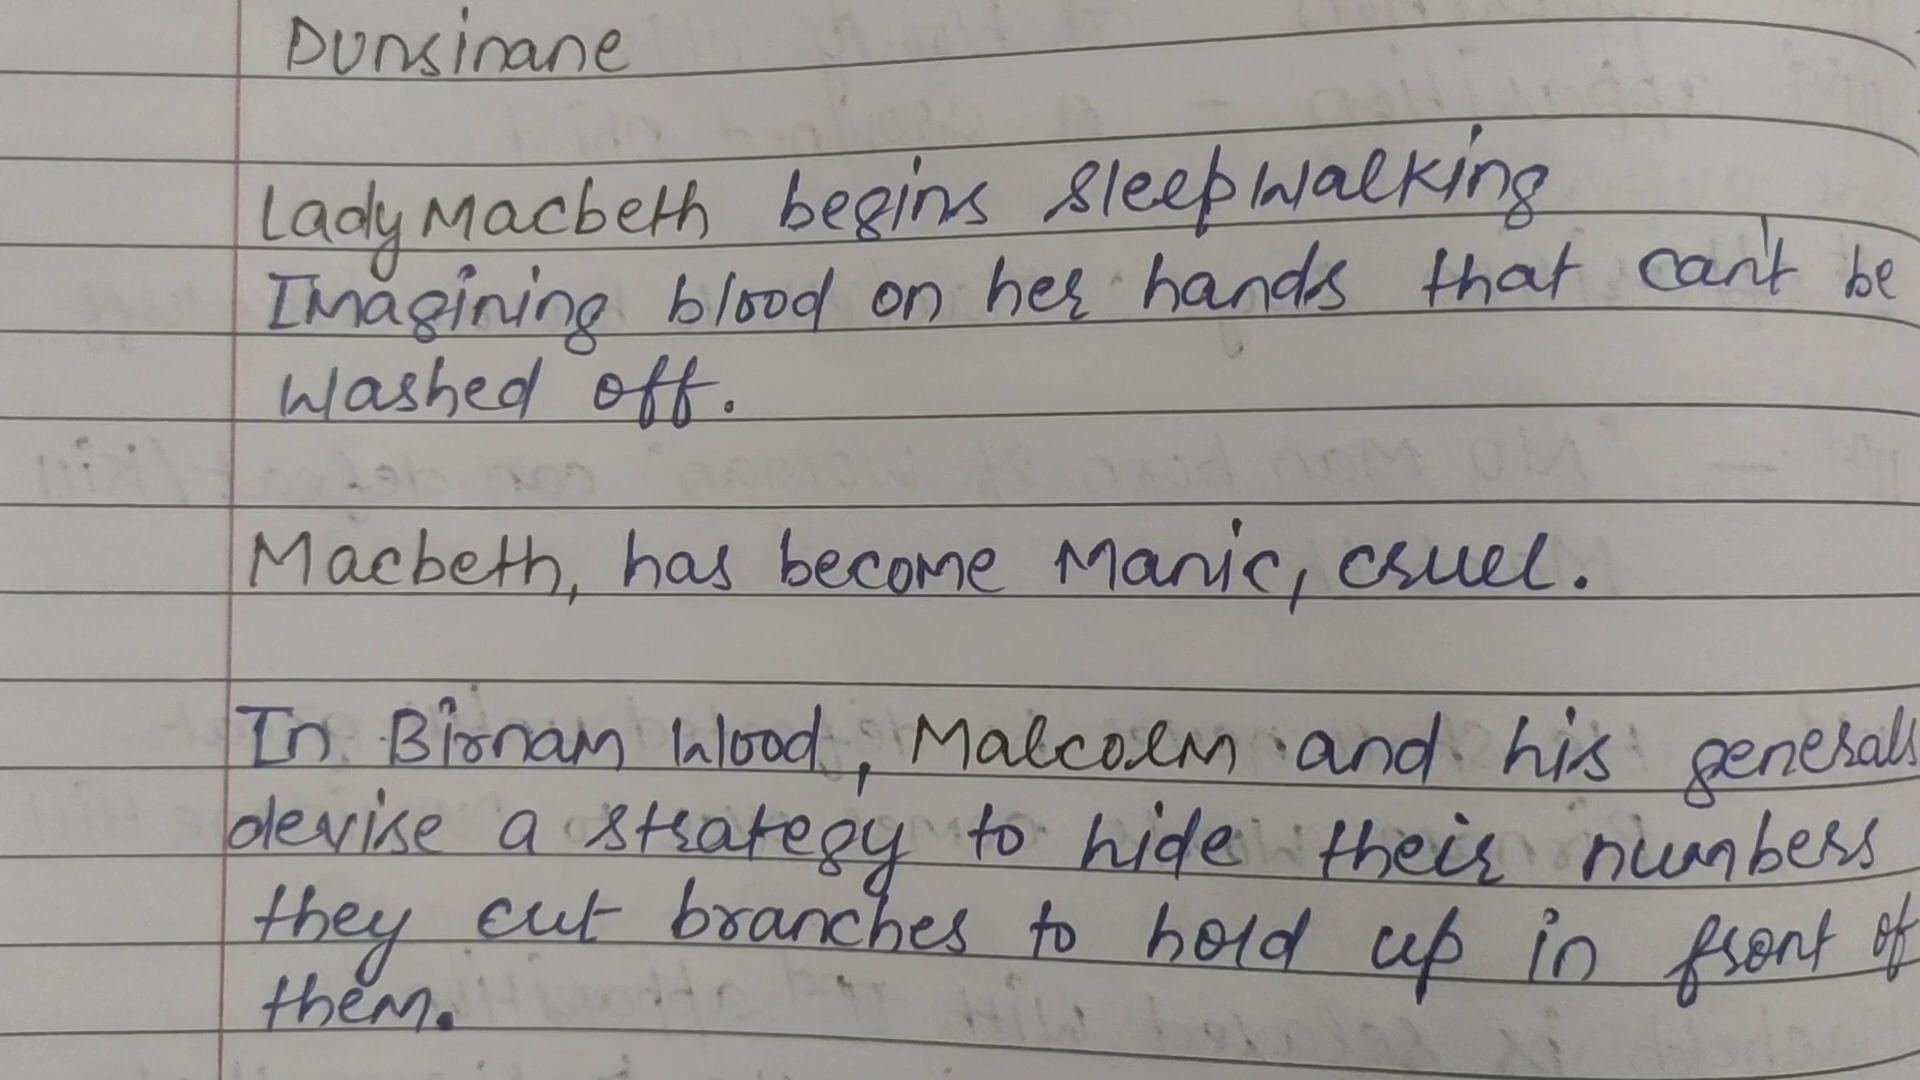 Dunsinane
Lady Macbeth begins sleepwalking
Imagining blood on her hands that can't be
washed off.
Macbeth, has become manic, cruel.
In Birnam Wood, Malcolm and his generals
devise a strategy to hide their numbers
they cut branches to hold up in front of
them.